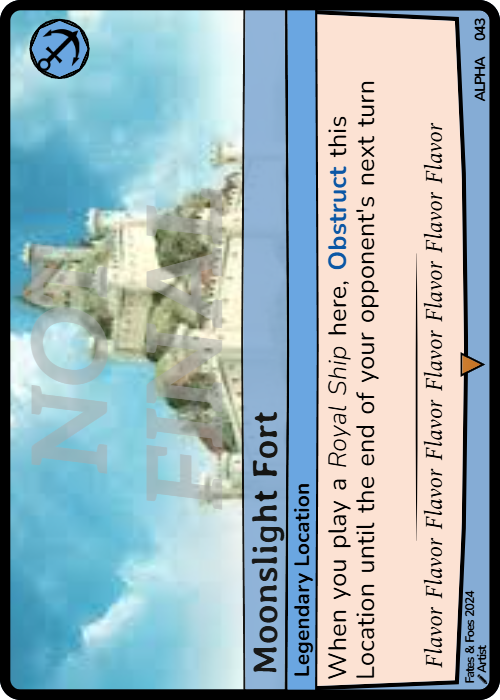 NOT
FINAL
Moonslight Fort
Legendary Location
When you play a Royal Ship here, Obstruct this
Location until the end of your opponent's next turn
Flavor Flavor Flavor Flavor Flavor Flavor Flavor Flavor
Fates & Foes 2024
Artist
ALPHA 043